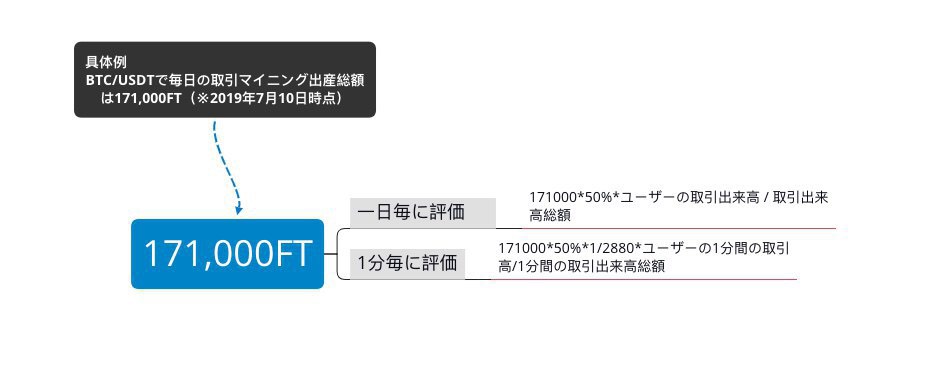 具体例
BTC/USDTで毎日の取引マイニング出産総額
は171,000FT（※2019年7月10日時点）
171,000FT
一日毎に評価
171000*50%*ユーザーの取引出来高 / 取引出来
高総額
1分毎に評価
171000*50%*1/2880*ユーザーの1分間の取引
高/1分間の取引出来高総額